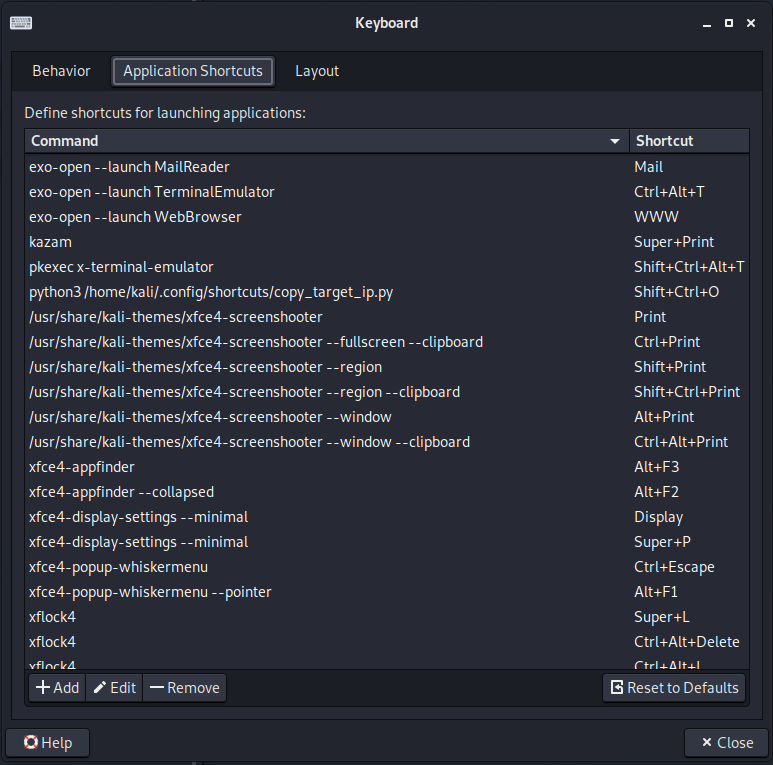 Keyboard
Behavior Application Shortcuts Layout
Define shortcuts for launching applications:
Command Shortcut
exo-open --launch MailReader Mail
exo-open --launch TerminalEmulator Ctrl+Alt+T
exo-open --launch WebBrowser WWW
kazam Super+Print
pkexec x-terminal-emulator Shift+Ctrl+Alt+T
python3 /home/kali/.config/shortcuts/copy_target_ip.py Shift+Ctrl+O
/usr/share/kali-themes/xfce4-screenshooter Print
/usr/share/kali-themes/xfce4-screenshooter --fullscreen --clipboard Ctrl+Print
/usr/share/kali-themes/xfce4-screenshooter --region Shift+Print
/usr/share/kali-themes/xfce4-screenshooter --region --clipboard Shift+Ctrl+Print
/usr/share/kali-themes/xfce4-screenshooter --window Alt+Print
/usr/share/kali-themes/xfce4-screenshooter --window --clipboard Ctrl+Alt+Print
xfce4-appfinder Alt+F3
xfce4-appfinder --collapsed Alt+F2
xfce4-display-settings --minimal Display
xfce4-display-settings --minimal Super+P
xfce4-popup-whiskermenu Ctrl+Escape
xfce4-popup-whiskermenu --pointer Alt+F1
xflock4 Super+L
xflock4 Ctrl+Alt+Delete
xflock4 Ctrl+Alt+L
Add Edit Remove Reset to Defaults
Help Close